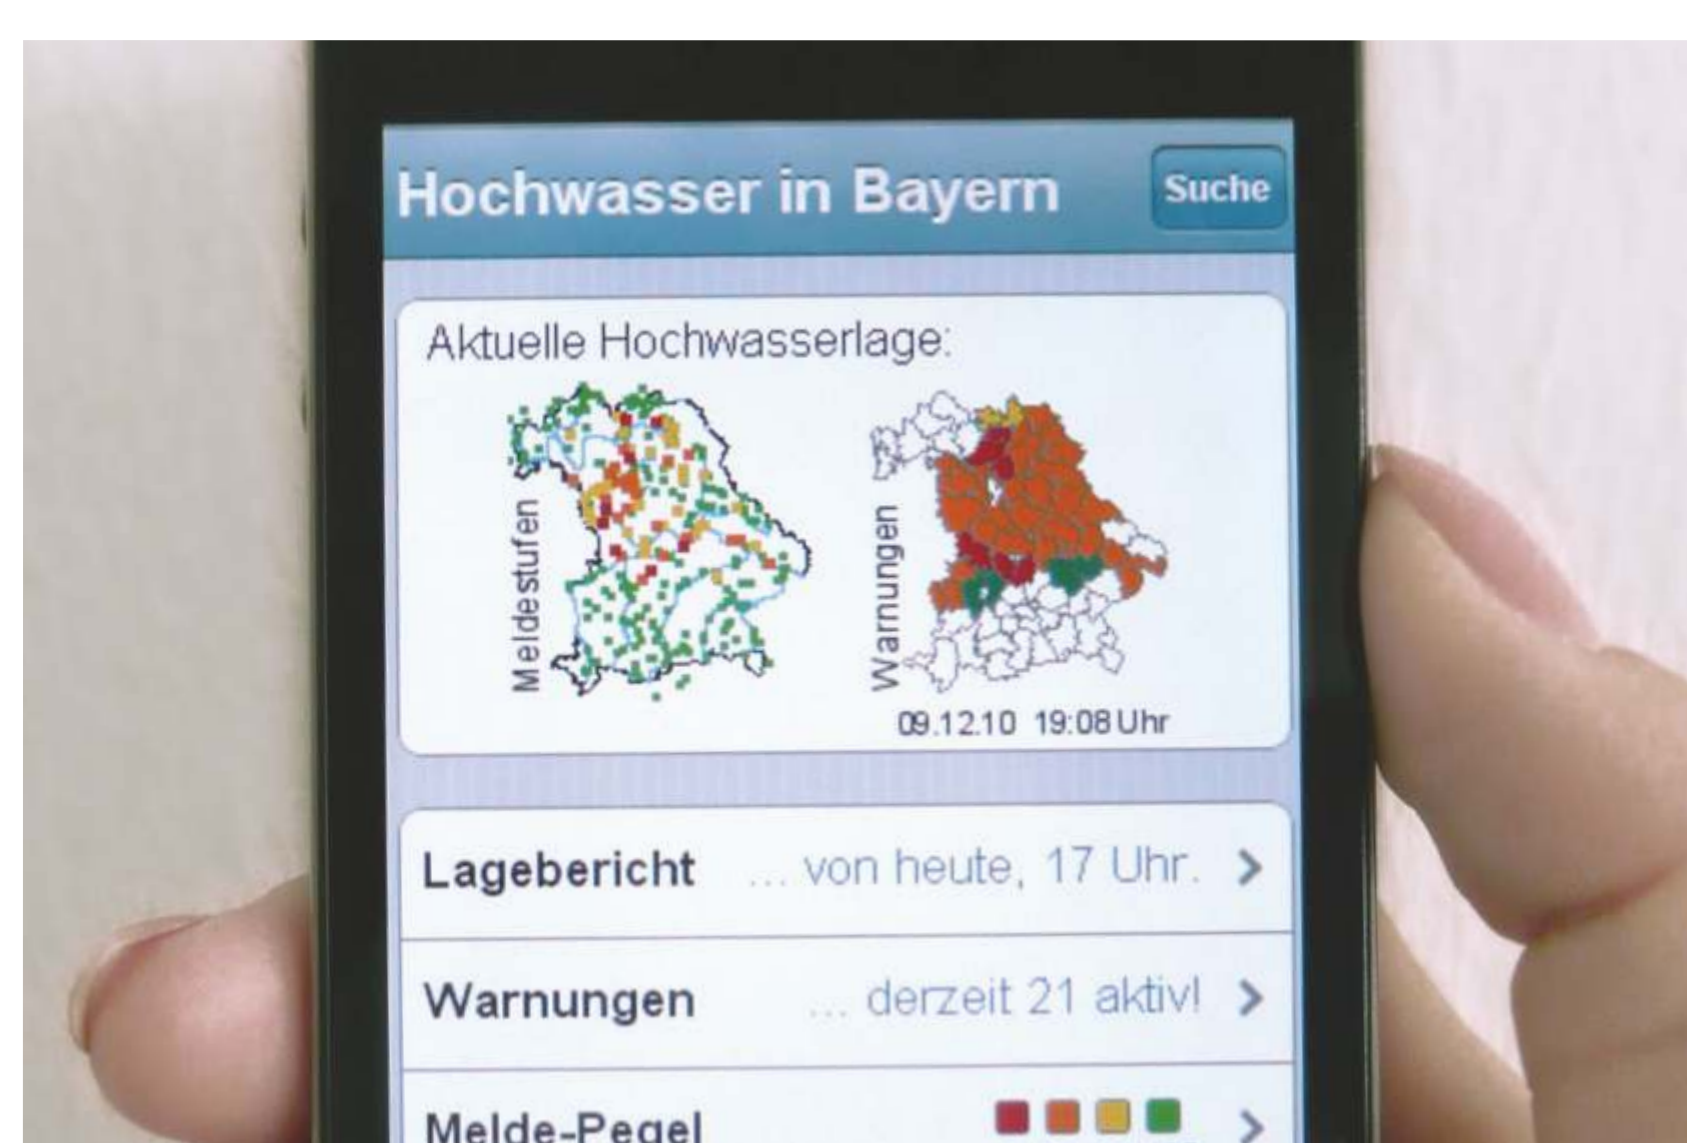 Hochwasser in Bayern
Suche
Aktuelle Hochwasserlage:
Meldestufen
Warnungen
09.12.10 19:08 Uhr
Lagebericht ... von heute, 17 Uhr.
Warnungen ... derzeit 21 aktiv!
Melde-Pegel